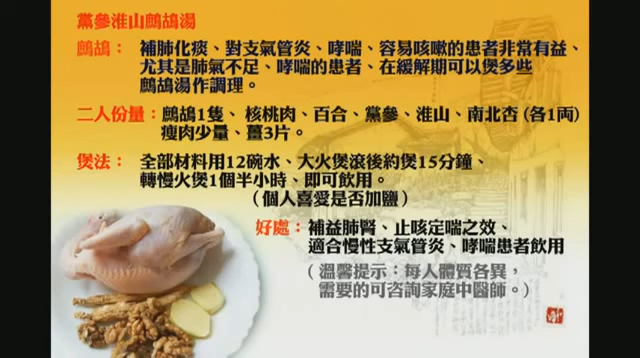 黨參淮山鷓鴣湯
鷓鴣：補肺化痰、對支氣管炎、哮喘、容易咳嗽的患者非常有益、
尤其是肺氣不足、哮喘的患者、在緩解期可以煲多些
鷓鴣湯作調理。
二人份量：鷓鴣1隻、核桃肉、百合、黨參、淮山、南北杏(各1両)
瘦肉少量、薑3片。
煲法：全部材料用12碗水、大火煲滾後約煲15分鐘、
轉慢火煲1個半小時、即可飲用。
（個人喜愛是否加鹽）
好處：補益肺腎、止咳定喘之效、
適合慢性支氣管炎、哮喘患者飲用
（溫馨提示：每人體質各異，
需要的可咨詢家庭中醫師。）